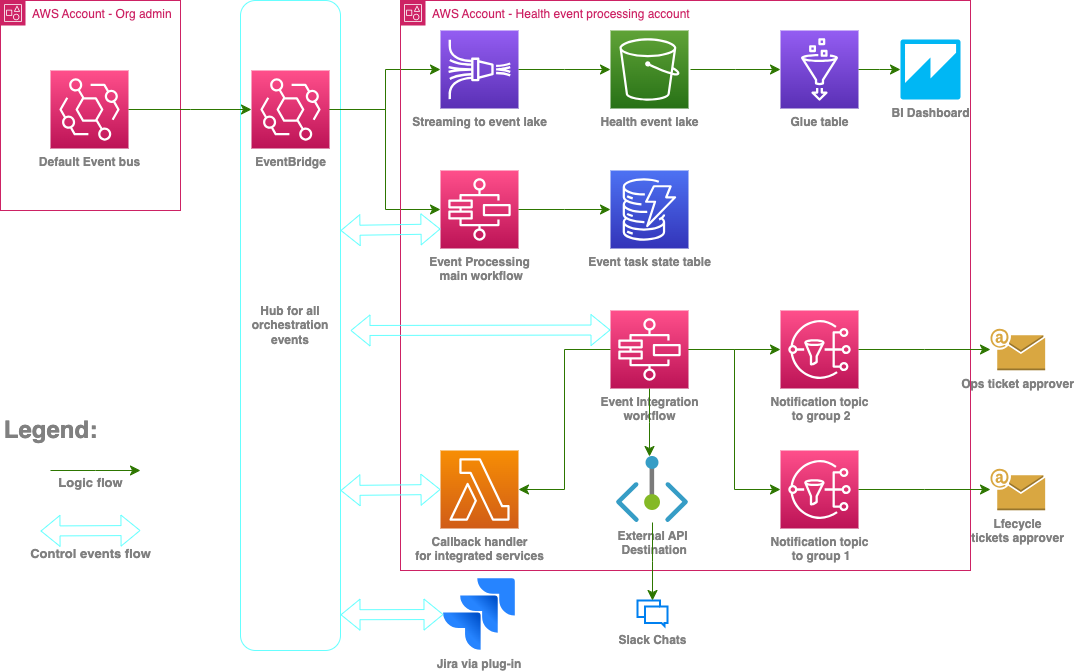 AWS Account - Org admin
AWS Account - Health event processing account
Default Event bus
EventBridge
Streaming to event lake
Health event lake
Glue table
BI Dashboard
Event Processing
main workflow
Event task state table
Hub for all
orchestration
events
Event Integration
workflow
Notification topic
to group 2
@
Ops ticket approver
Legend:
Logic flow
Control events flow
Callback handler
for integrated services
External API
Destination
Notification topic
to group 1
@
Lfecycle
tickets approver
Slack Chats
Jira via plug-in